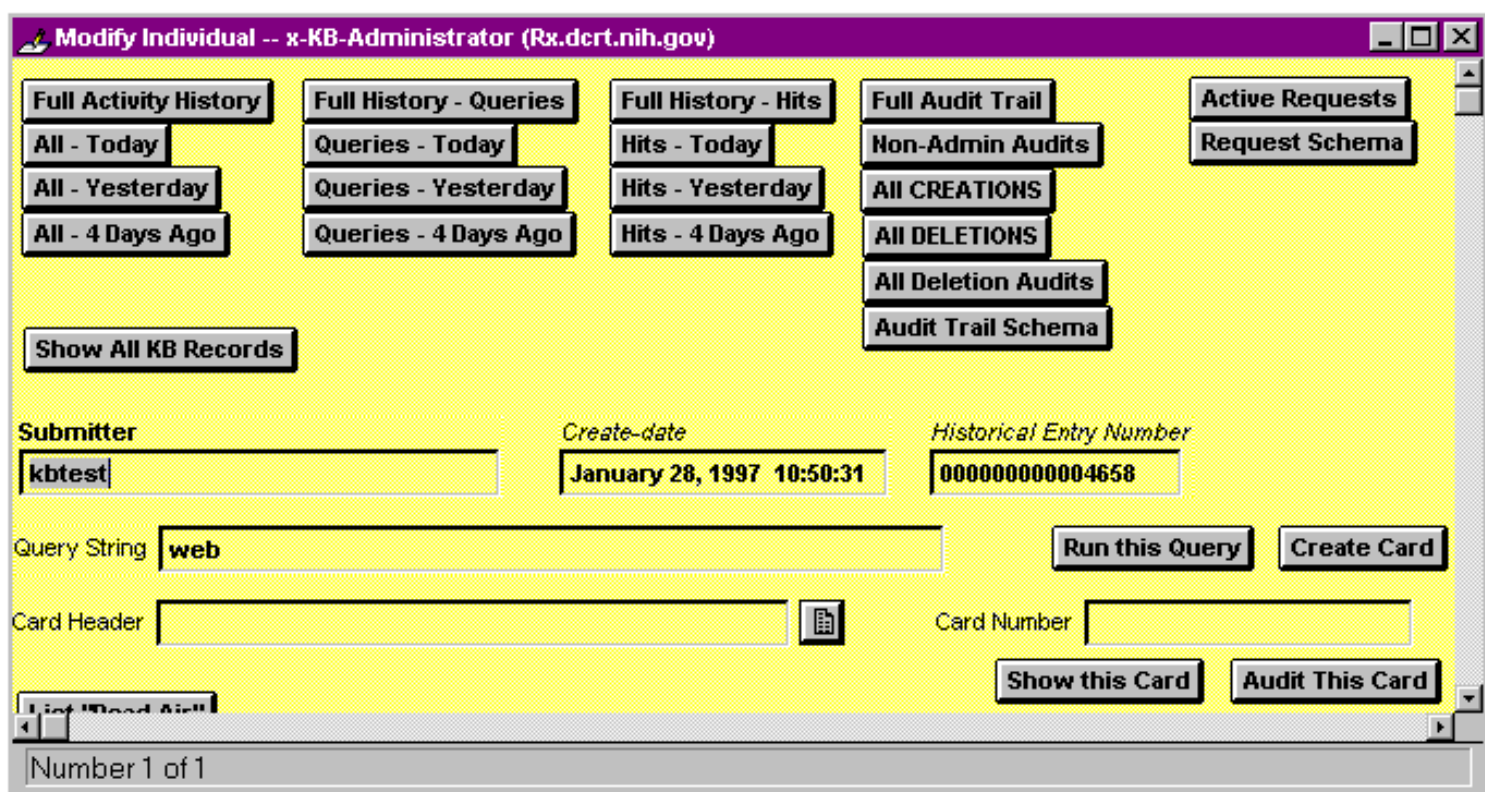 Modify Individual -- x-KB-Administrator (Rx.dcrt.nih.gov)
Full Activity History Full History - Queries Full History - Hits Full Audit Trail Active Requests
All - Today Queries - Today Hits - Today Non-Admin Audits Request Schema
All - Yesterday Queries - Yesterday Hits - Yesterday All CREATIONS
All - 4 Days Ago Queries - 4 Days Ago Hits - 4 Days Ago All DELETIONS
All Deletion Audits
Audit Trail Schema
Show All KB Records
Submitter Create-date Historical Entry Number
kbtest January 28, 1997 10:50:31 000000000004658
Query String web Run this Query Create Card
Card Header Card Number
Show this Card Audit This Card
List "Dead Air"
Number 1 of 1